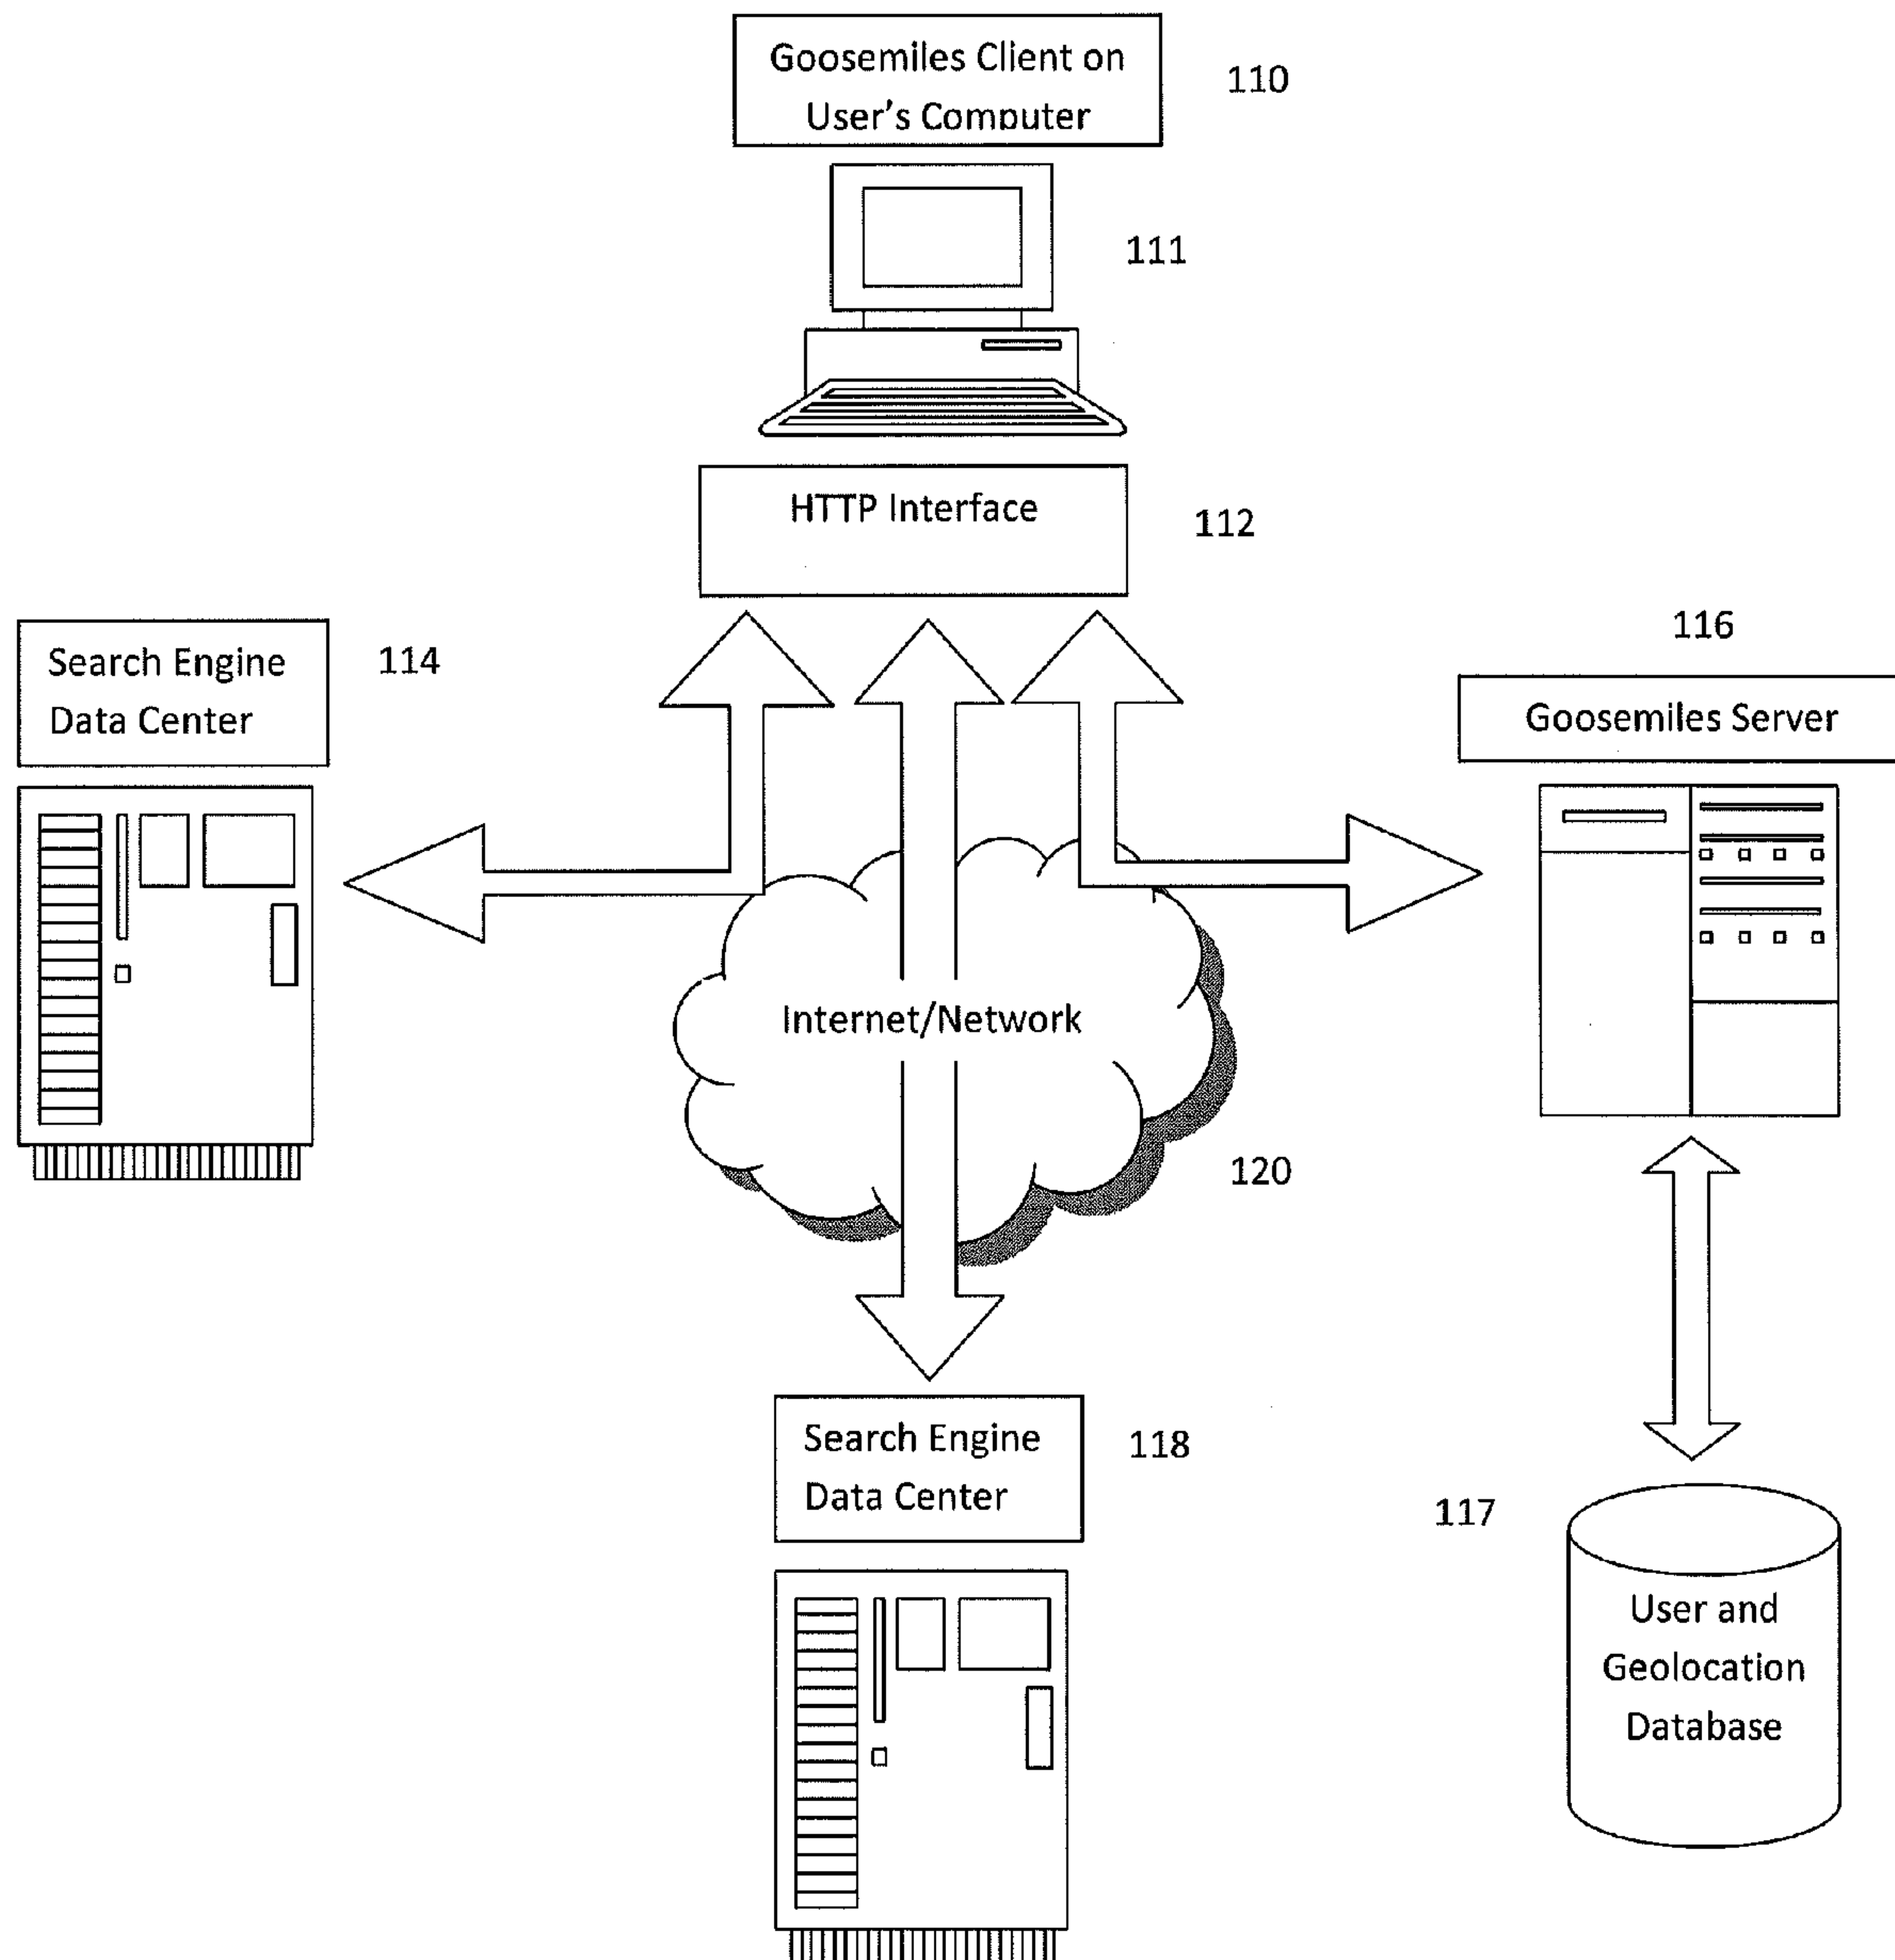 Goosemiles Client on
User's Computer
110
111
HTTP Interface
112
116
Search Engine
Data Center
114
Goosemiles Server
Internet/Network
120
Search Engine
Data Center
118
117
User and
Geolocation
Database